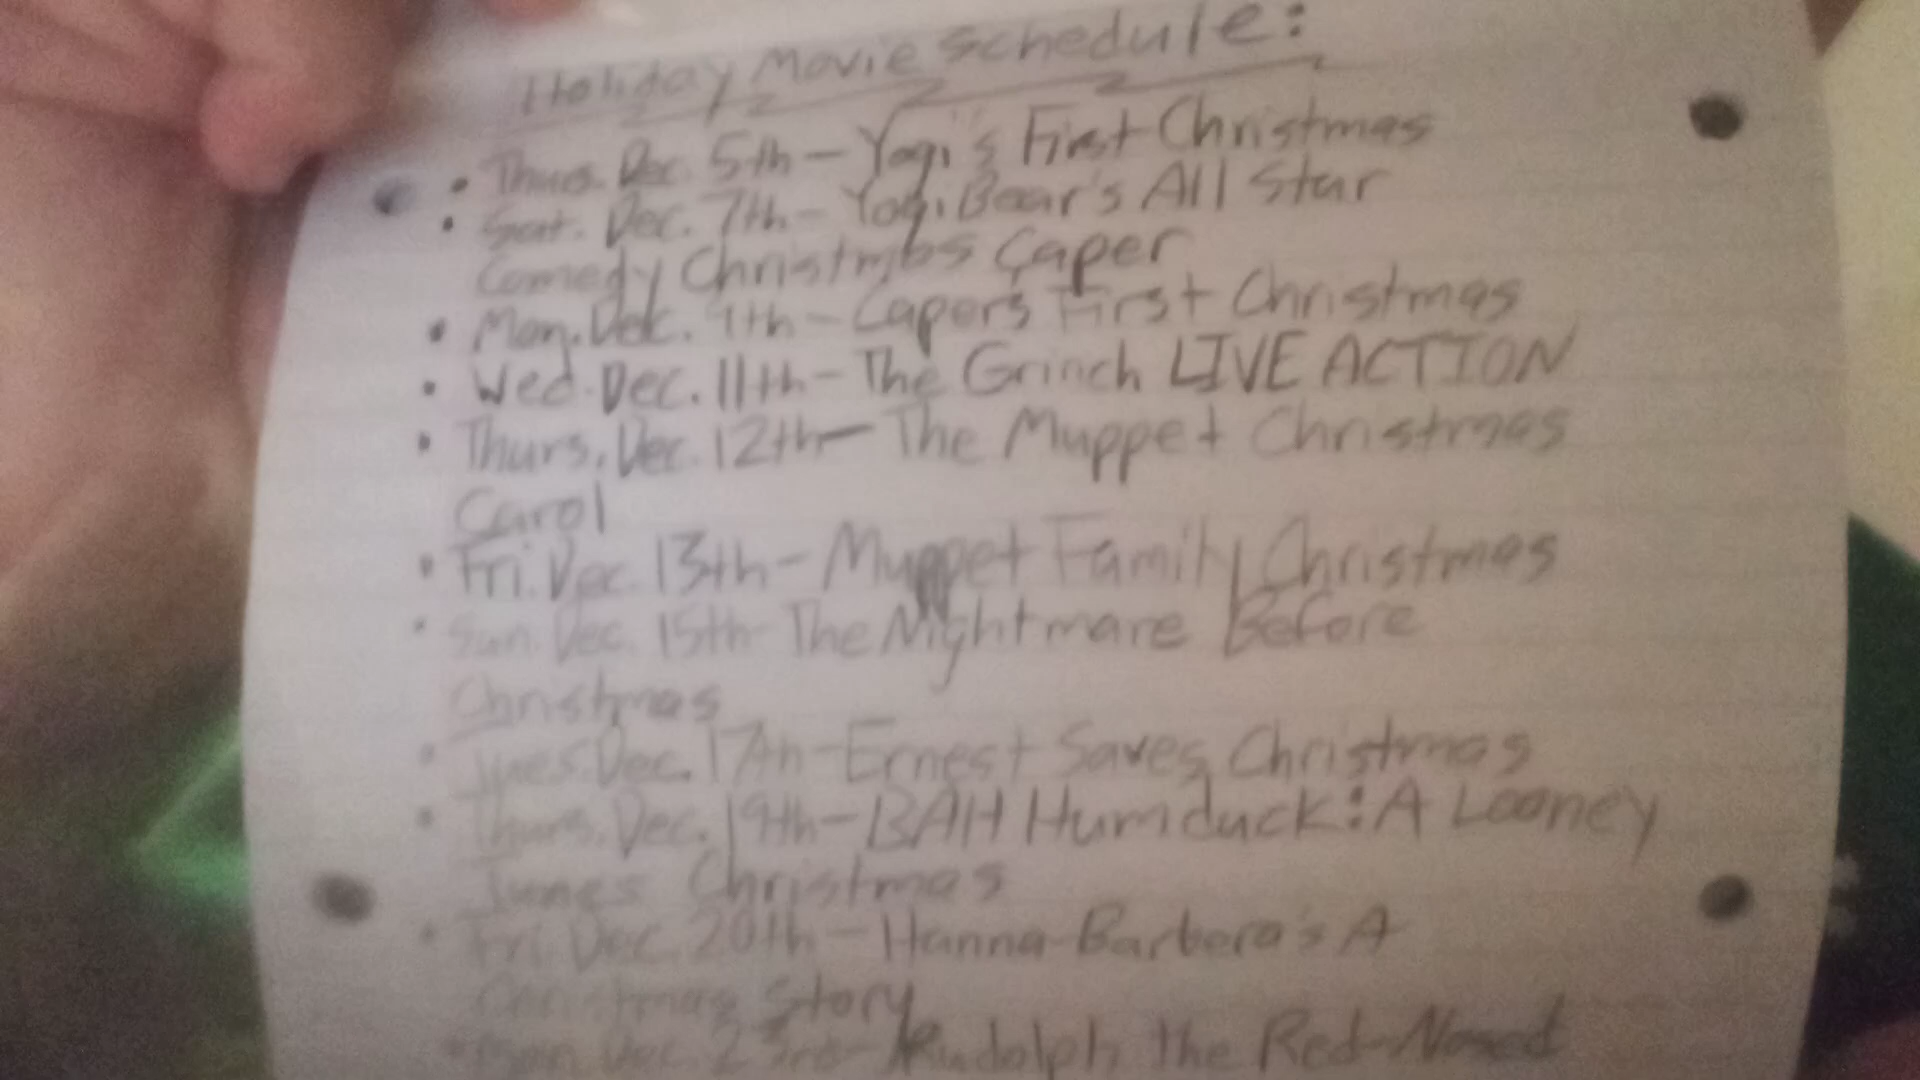 Holiday Movie Schedule:
• Thurs. Dec. 5th - Yogi's First Christmas
• Sat. Dec. 7th - Yogi Bear's All Star
Comedy Christmas Caper
• Mon. Dec. 9th - Caper's First Christmas
• Wed. Dec. 11th - The Grinch LIVE ACTION
• Thurs. Dec. 12th - The Muppet Christmas
Carol
• Fri. Dec. 13th - Muppet Family Christmas
• Sun. Dec. 15th - The Nightmare Before
Christmas
• Tues. Dec. 17th - Ernest Saves Christmas
• Thurs. Dec. 19th - BAH Humduck: A Looney
Tunes Christmas
• Fri. Dec. 20th - Hanna-Barbera's A
Christmas Story
• Mon. Dec. 23rd - Rudolph the Red-Nosed